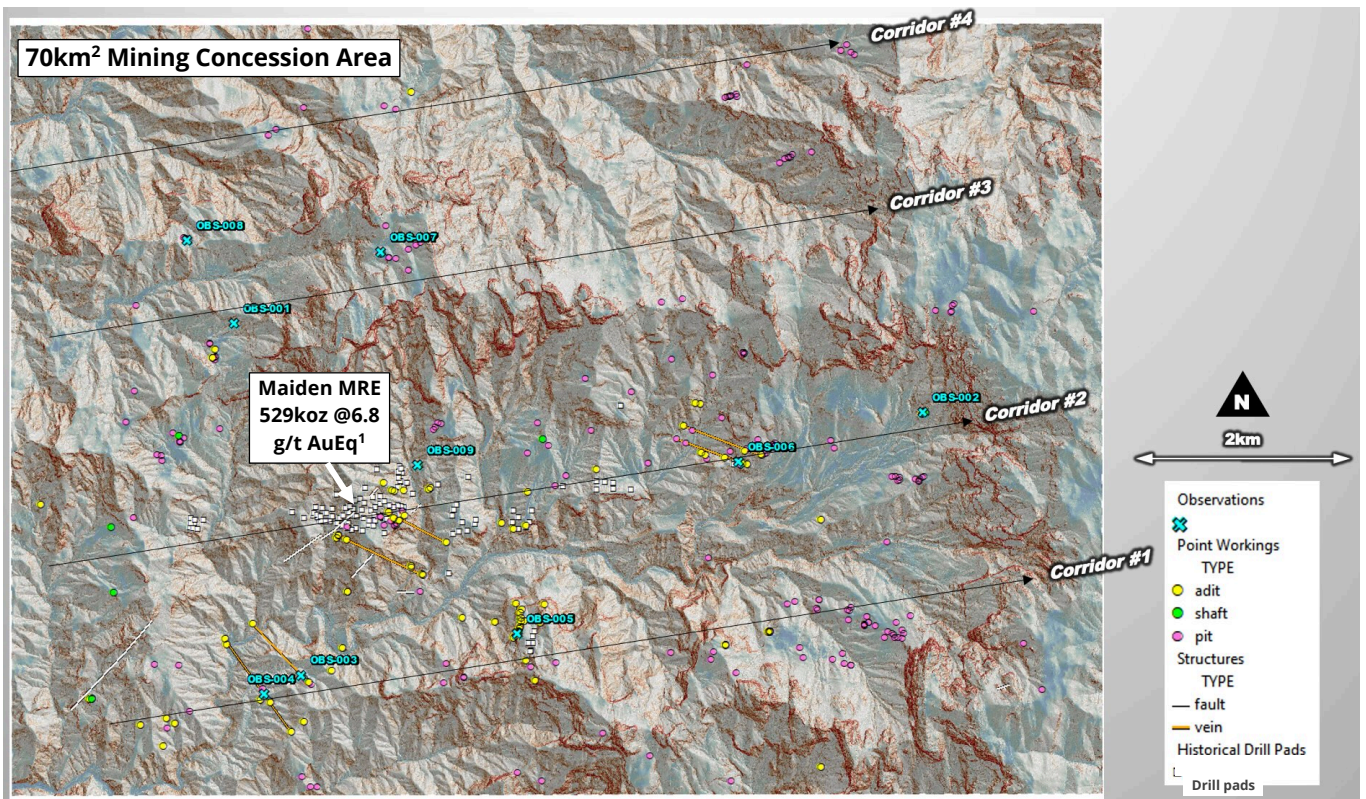 70km² Mining Concession Area
Corridor #4
Corridor #3
OBS-008
OBS-007
OBS-001
Maiden MRE
529koz @6.8
g/t AuEq¹
OBS-002
Corridor #2
OBS-009
OBS-006
Corridor #1
OBS-005
OBS-003
OBS-004
N
2km
Observations
Point Workings
TYPE
adit
shaft
pit
Structures
TYPE
fault
vein
Historical Drill Pads
Drill pads